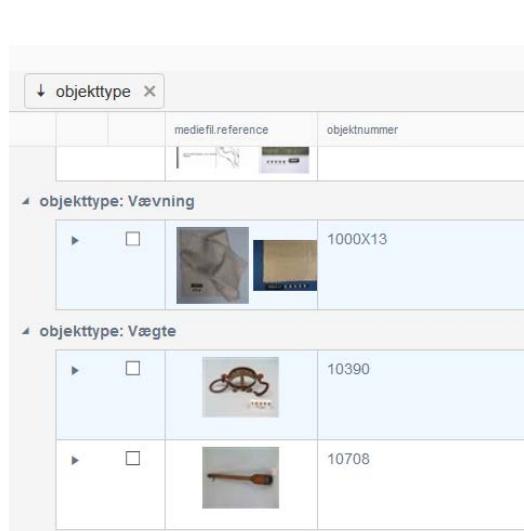 ↓ objekttype ×
mediefil.reference objektnummer
objekttype: Vævning
1000X13
objekttype: Vægte
10390
10708